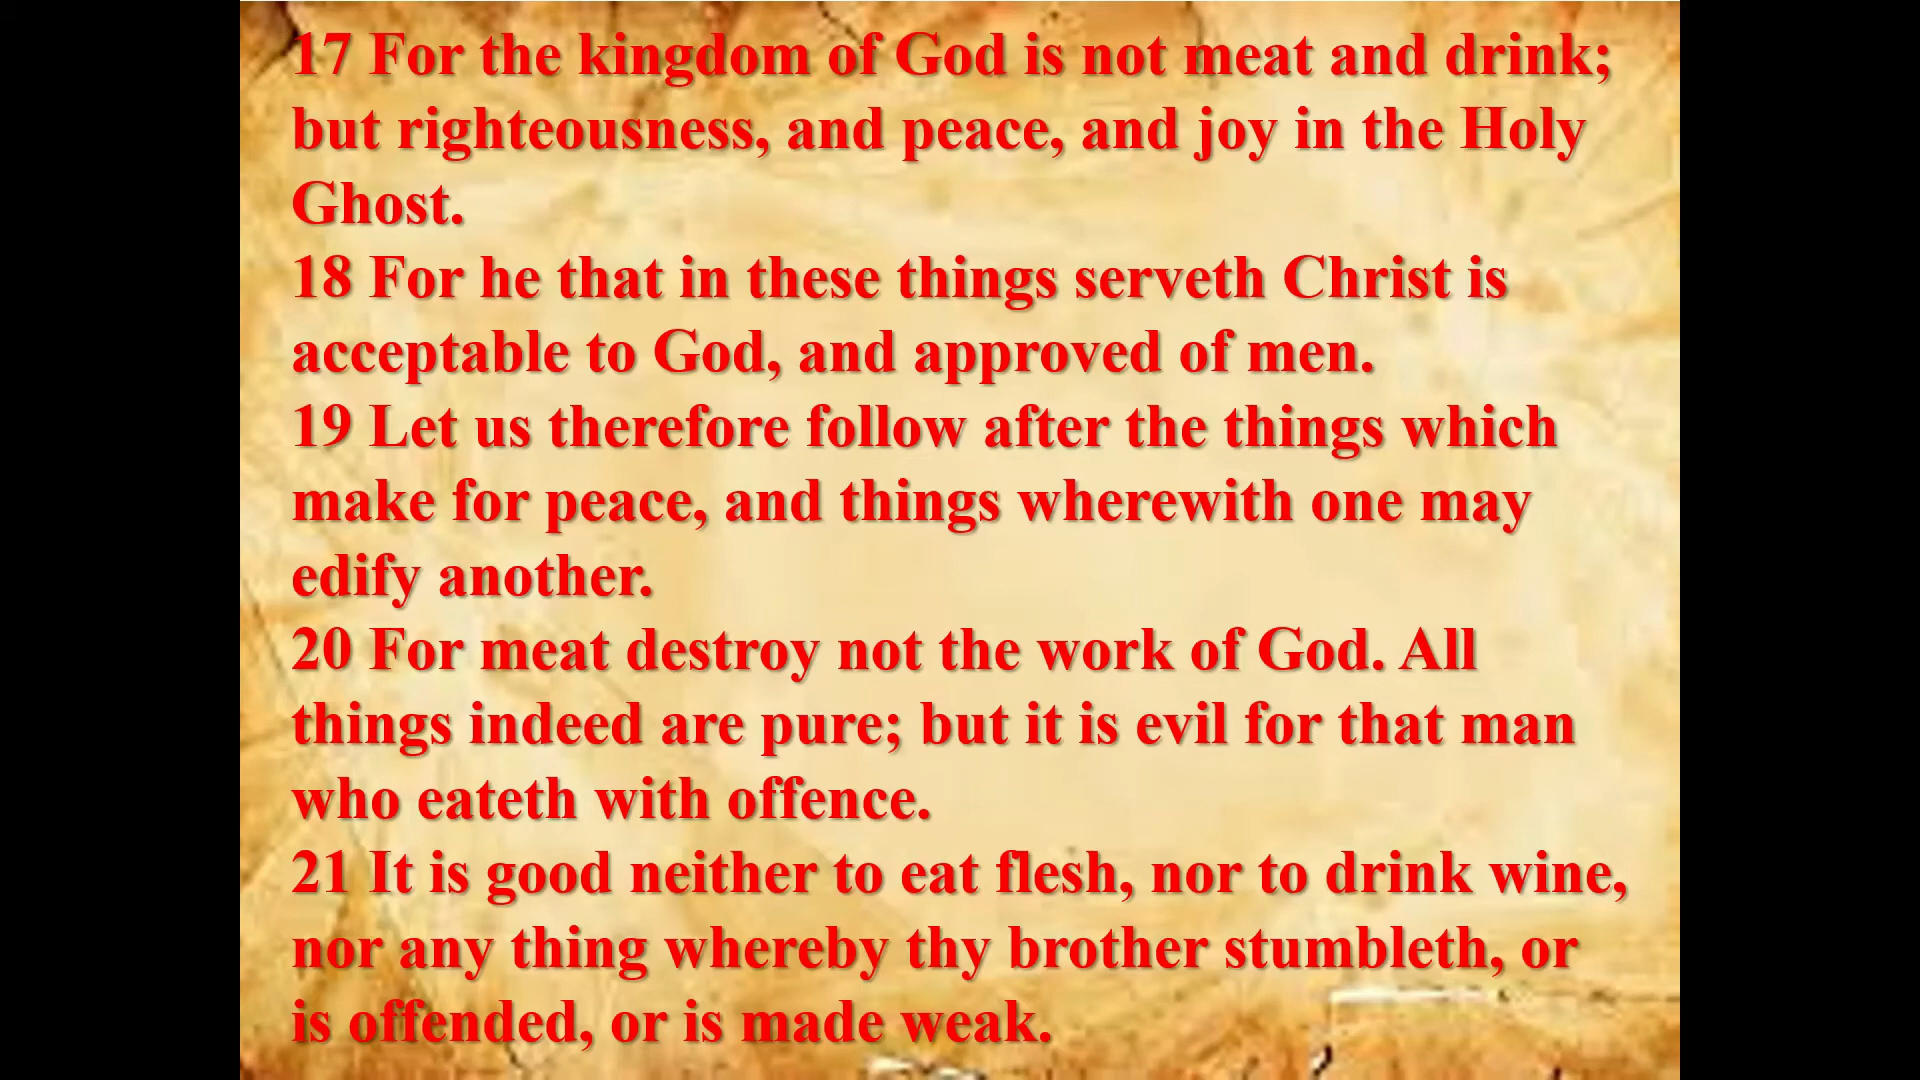 17 For the kingdom of God is not meat and drink;
but righteousness, and peace, and joy in the Holy
Ghost.
18 For he that in these things serveth Christ is
acceptable to God, and approved of men.
19 Let us therefore follow after the things which
make for peace, and things wherewith one may
edify another.
20 For meat destroy not the work of God. All
things indeed are pure; but it is evil for that man
who eateth with offence.
21 It is good neither to eat flesh, nor to drink wine,
nor any thing whereby thy brother stumbleth, or
is offended, or is made weak.